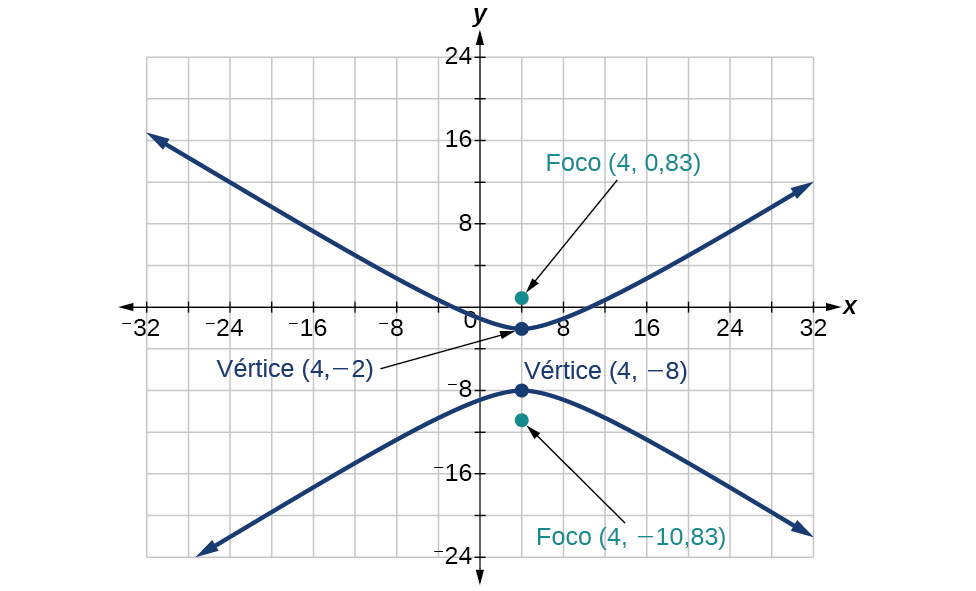 y
24
16
Foco (4, 0,83)
8
x
−32 −24 −16 −8 0 8 16 24 32
Vértice (4,−2)
Vértice (4, −8)
−8
−16
Foco (4, −10,83)
−24